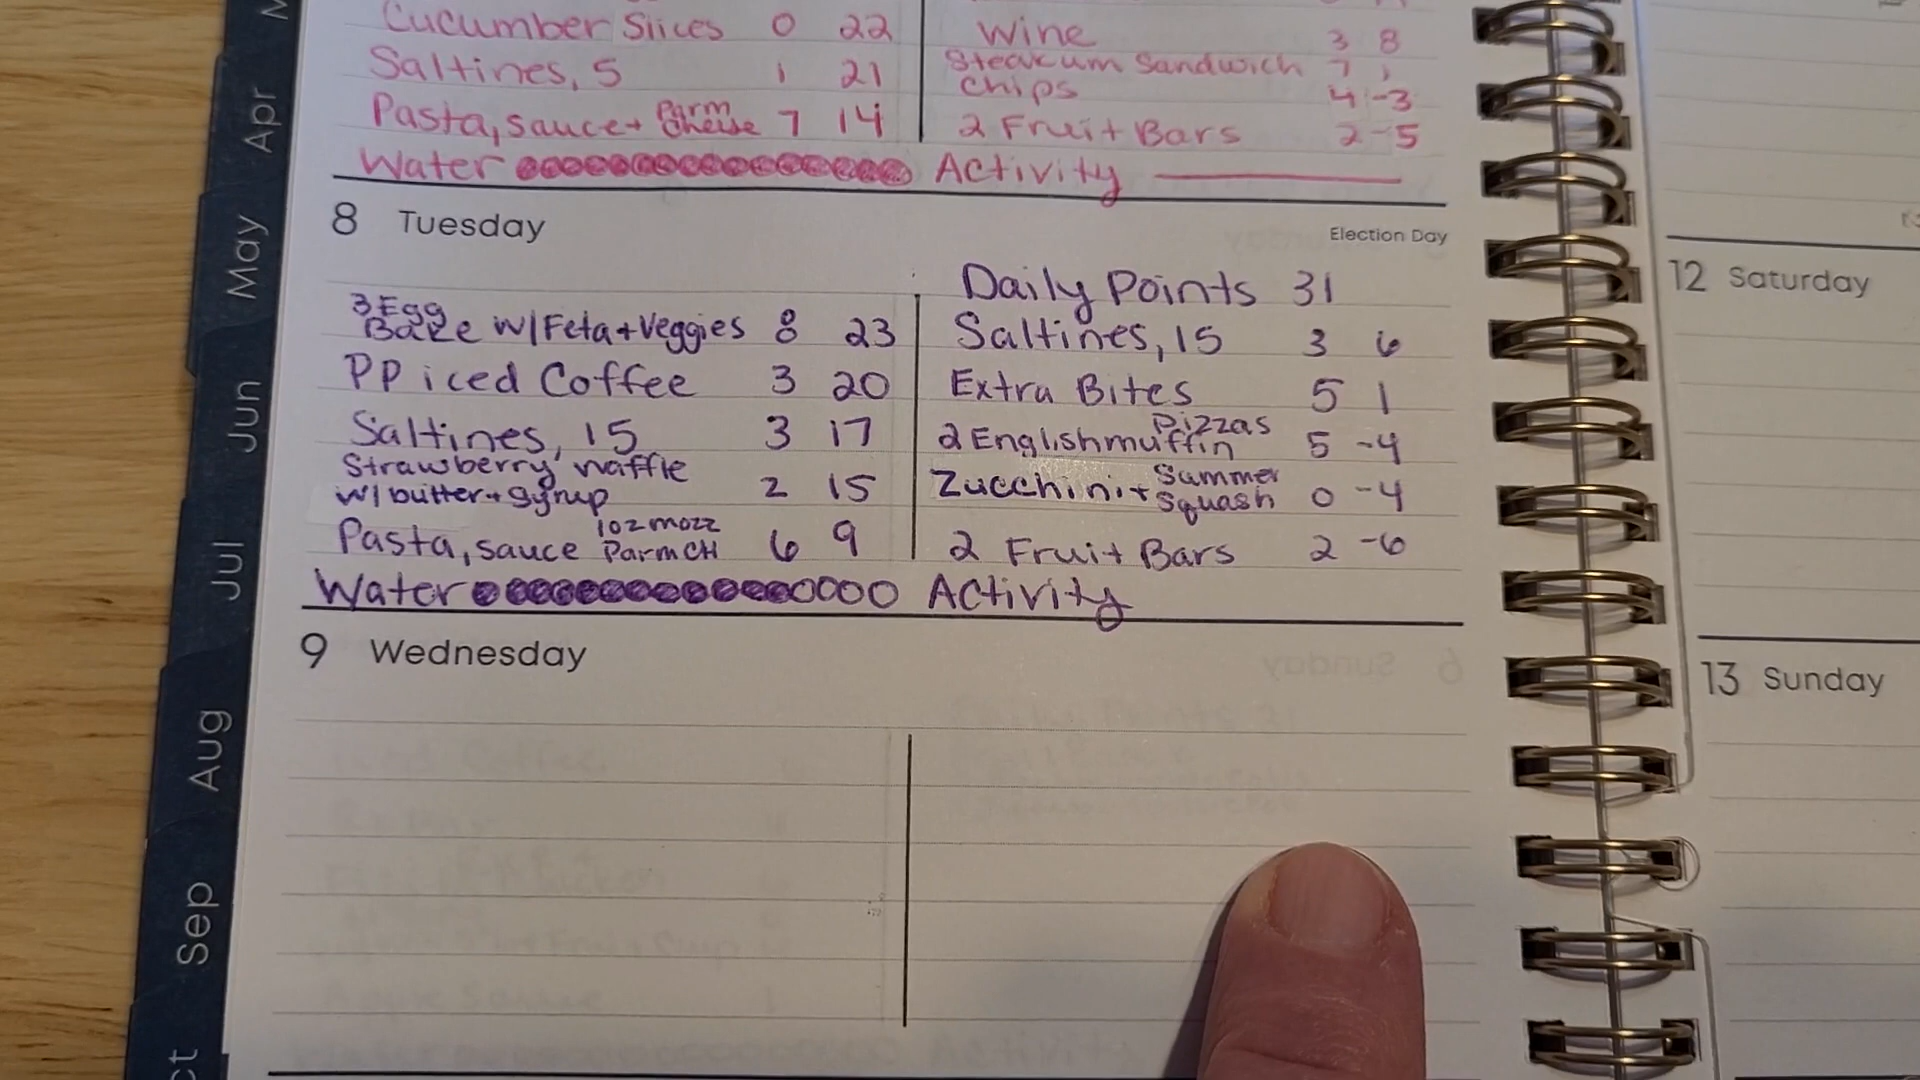 Cucumber Slices 0 22
Saltines, 5 1 21
Pasta, sauce + Parm Cheese 7 14
Wine 3 8
Steakum Sandwich 7 1
Chips 4 -3
2 Fruit Bars 2 -5
Water Activity
8 Tuesday
Election Day
Daily Points 31
3 Egg
Bake w/Feta + Veggies 8 23
PP iced Coffee 3 20
Saltines, 15 3 17
Strawberry waffle
w/ butter + syrup 2 15
Pasta, sauce 1oz mozz
Parm CH 6 9
Saltines, 15 3 6
Extra Bites 5 1
2 English muffin Pizzas 5 -4
Zucchini + Summer
Squash 0 -4
2 Fruit Bars 2 -6
Water Activity
9 Wednesday
12 Saturday
13 Sunday
Apr
May
Jun
Jul
Aug
Sep